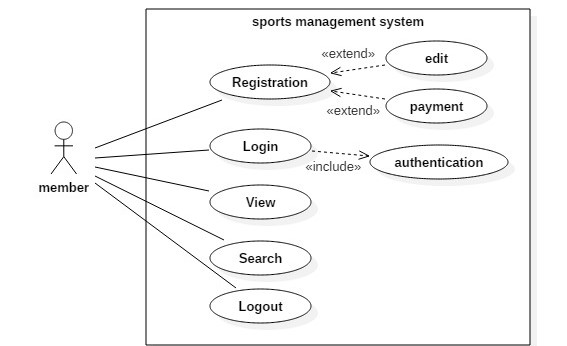 sports management system
«extend»
edit
Registration
«extend»
payment
Login
«include»
authentication
member
View
Search
Logout